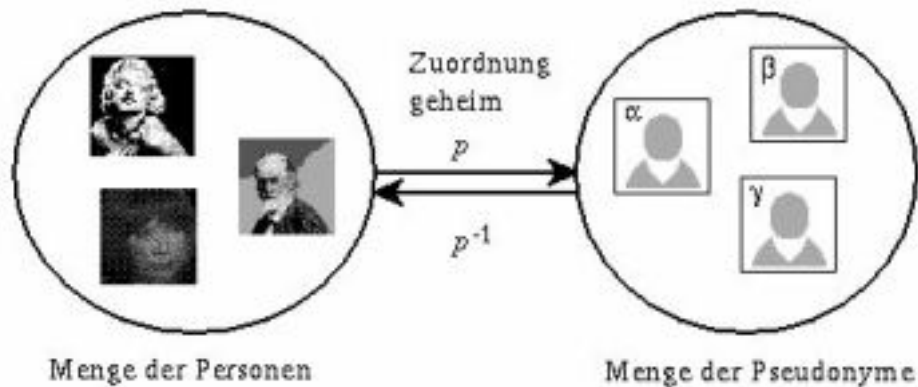 Zuordnung
geheim
p
p⁻¹
α
β
γ
Menge der Personen
Menge der Pseudonyme